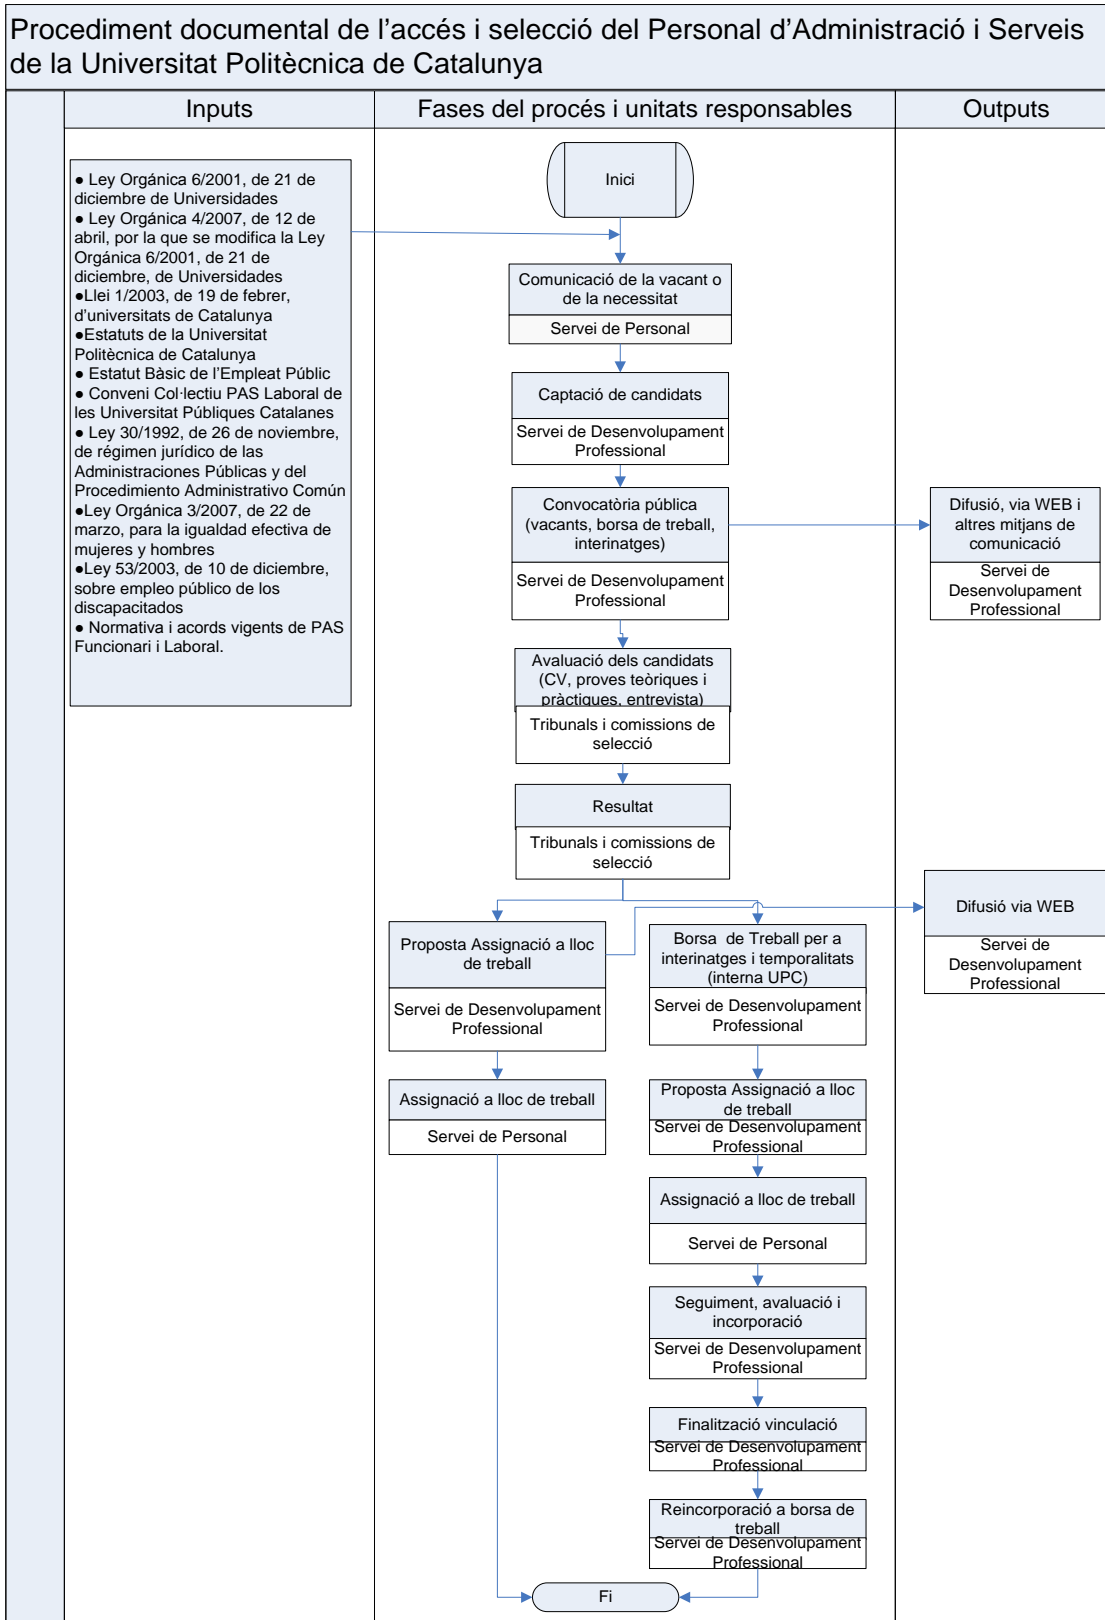 Procediment documental de l'accés i selecció del Personal d'Administració i Serveis
de la Universitat Politècnica de Catalunya
Inputs
Fases del procés i unitats responsables
Outputs
● Ley Orgánica 6/2001, de 21 de
diciembre de Universidades
● Ley Orgánica 4/2007, de 12 de
abril, por la que se modifica la Ley
Orgánica 6/2001, de 21 de
diciembre, de Universidades
●Llei 1/2003, de 19 de febrer,
d'universitats de Catalunya
●Estatuts de la Universitat
Politècnica de Catalunya
● Estatut Bàsic de l'Empleat Públic
● Conveni Col·lectiu PAS Laboral de
les Universitat Públiques Catalanes
● Ley 30/1992, de 26 de noviembre,
de régimen jurídico de las
Administraciones Públicas y del
Procedimiento Administrativo Común
●Ley Orgánica 3/2007, de 22 de
marzo, para la igualdad efectiva de
mujeres y hombres
●Ley 53/2003, de 10 de diciembre,
sobre empleo público de los
discapacitados
● Normativa i acords vigents de PAS
Funcionari i Laboral.
Inici
Comunicació de la vacant o
de la necessitat
Servei de Personal
Captació de candidats
Servei de Desenvolupament
Professional
Convocatòria pública
(vacants, borsa de treball,
interinatges)
Servei de Desenvolupament
Professional
Difusió, via WEB i
altres mitjans de
comunicació
Servei de
Desenvolupament
Professional
Avaluació dels candidats
(CV, proves teòriques i
pràctiques, entrevista)
Tribunals i comissions de
selecció
Resultat
Tribunals i comissions de
selecció
Difusió via WEB
Servei de
Desenvolupament
Professional
Proposta Assignació a lloc
de treball
Servei de Desenvolupament
Professional
Assignació a lloc de treball
Servei de Personal
Borsa  de Treball per a
interinatges i temporalitats
(interna UPC)
Servei de Desenvolupament
Professional
Proposta Assignació a lloc
de treball
Servei de Desenvolupament
Professional
Assignació a lloc de treball
Servei de Personal
Seguiment, avaluació i
incorporació
Servei de Desenvolupament
Professional
Finalització vinculació
Servei de Desenvolupament
Professional
Reincorporació a borsa de
treball
Servei de Desenvolupament
Professional
Fi